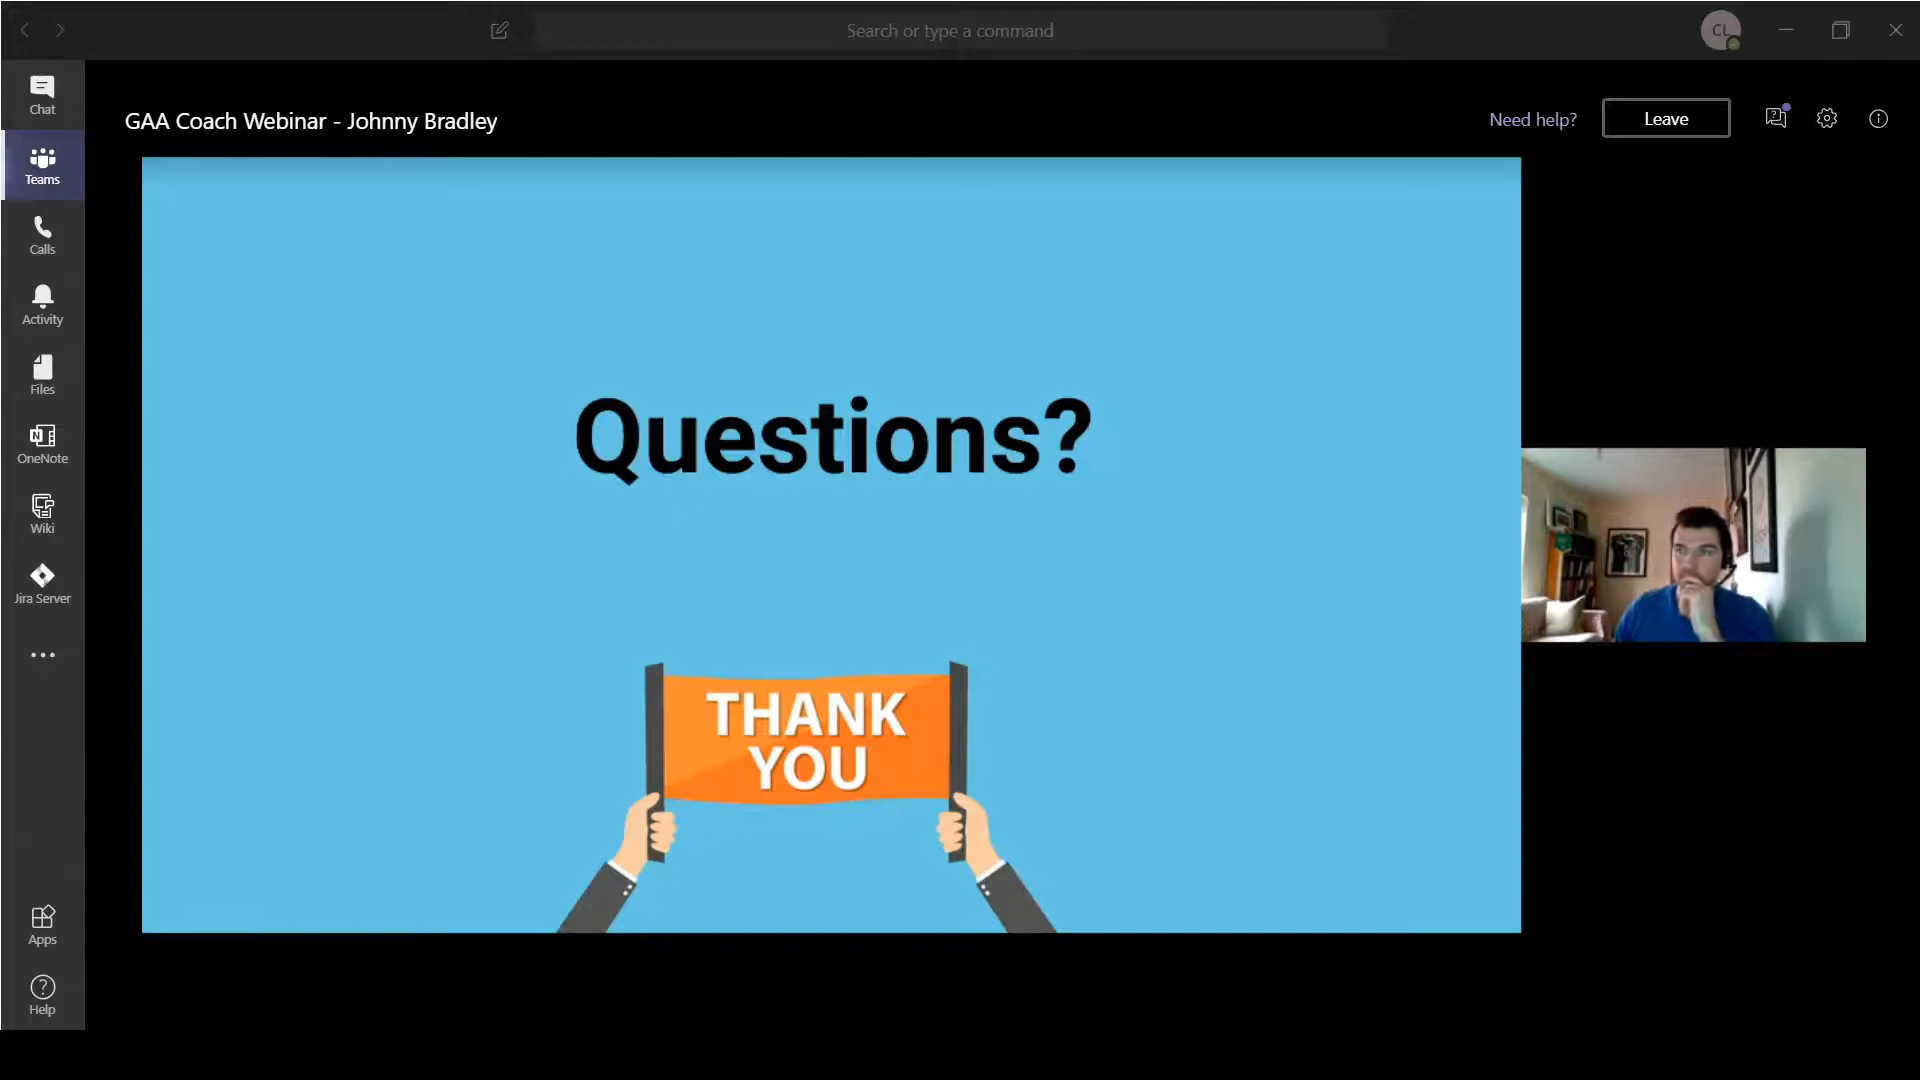 Search or type a command
CL
Chat
Teams
Calls
Activity
Files
OneNote
Wiki
Jira Server
Apps
Help
GAA Coach Webinar - Johnny Bradley
Need help?
Leave
Questions?
THANK
YOU